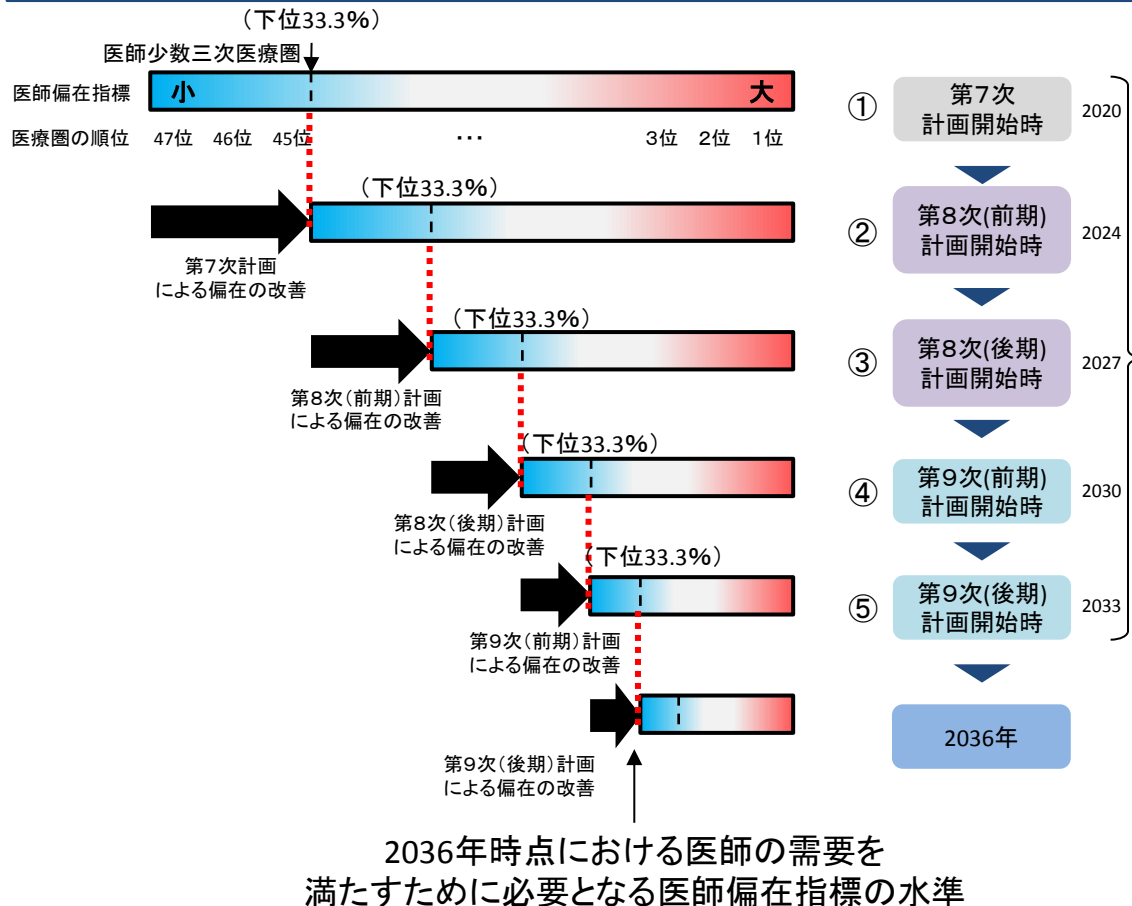 （下位33.3%）
医師少数三次医療圏
医師偏在指標
小
大
医療圏の順位
47位 46位 45位 ・・・ 3位 2位 1位
①
第７次
計画開始時
2020
（下位33.3%）
第７次計画
による偏在の改善
②
第８次(前期)
計画開始時
2024
（下位33.3%）
第８次（前期）計画
による偏在の改善
③
第８次(後期)
計画開始時
2027
（下位33.3%）
第８次（後期）計画
による偏在の改善
④
第９次(前期)
計画開始時
2030
（下位33.3%）
第９次（前期）計画
による偏在の改善
⑤
第９次(後期)
計画開始時
2033
第９次（後期）計画
による偏在の改善
2036年
2036年時点における医師の需要を
満たすために必要となる医師偏在指標の水準